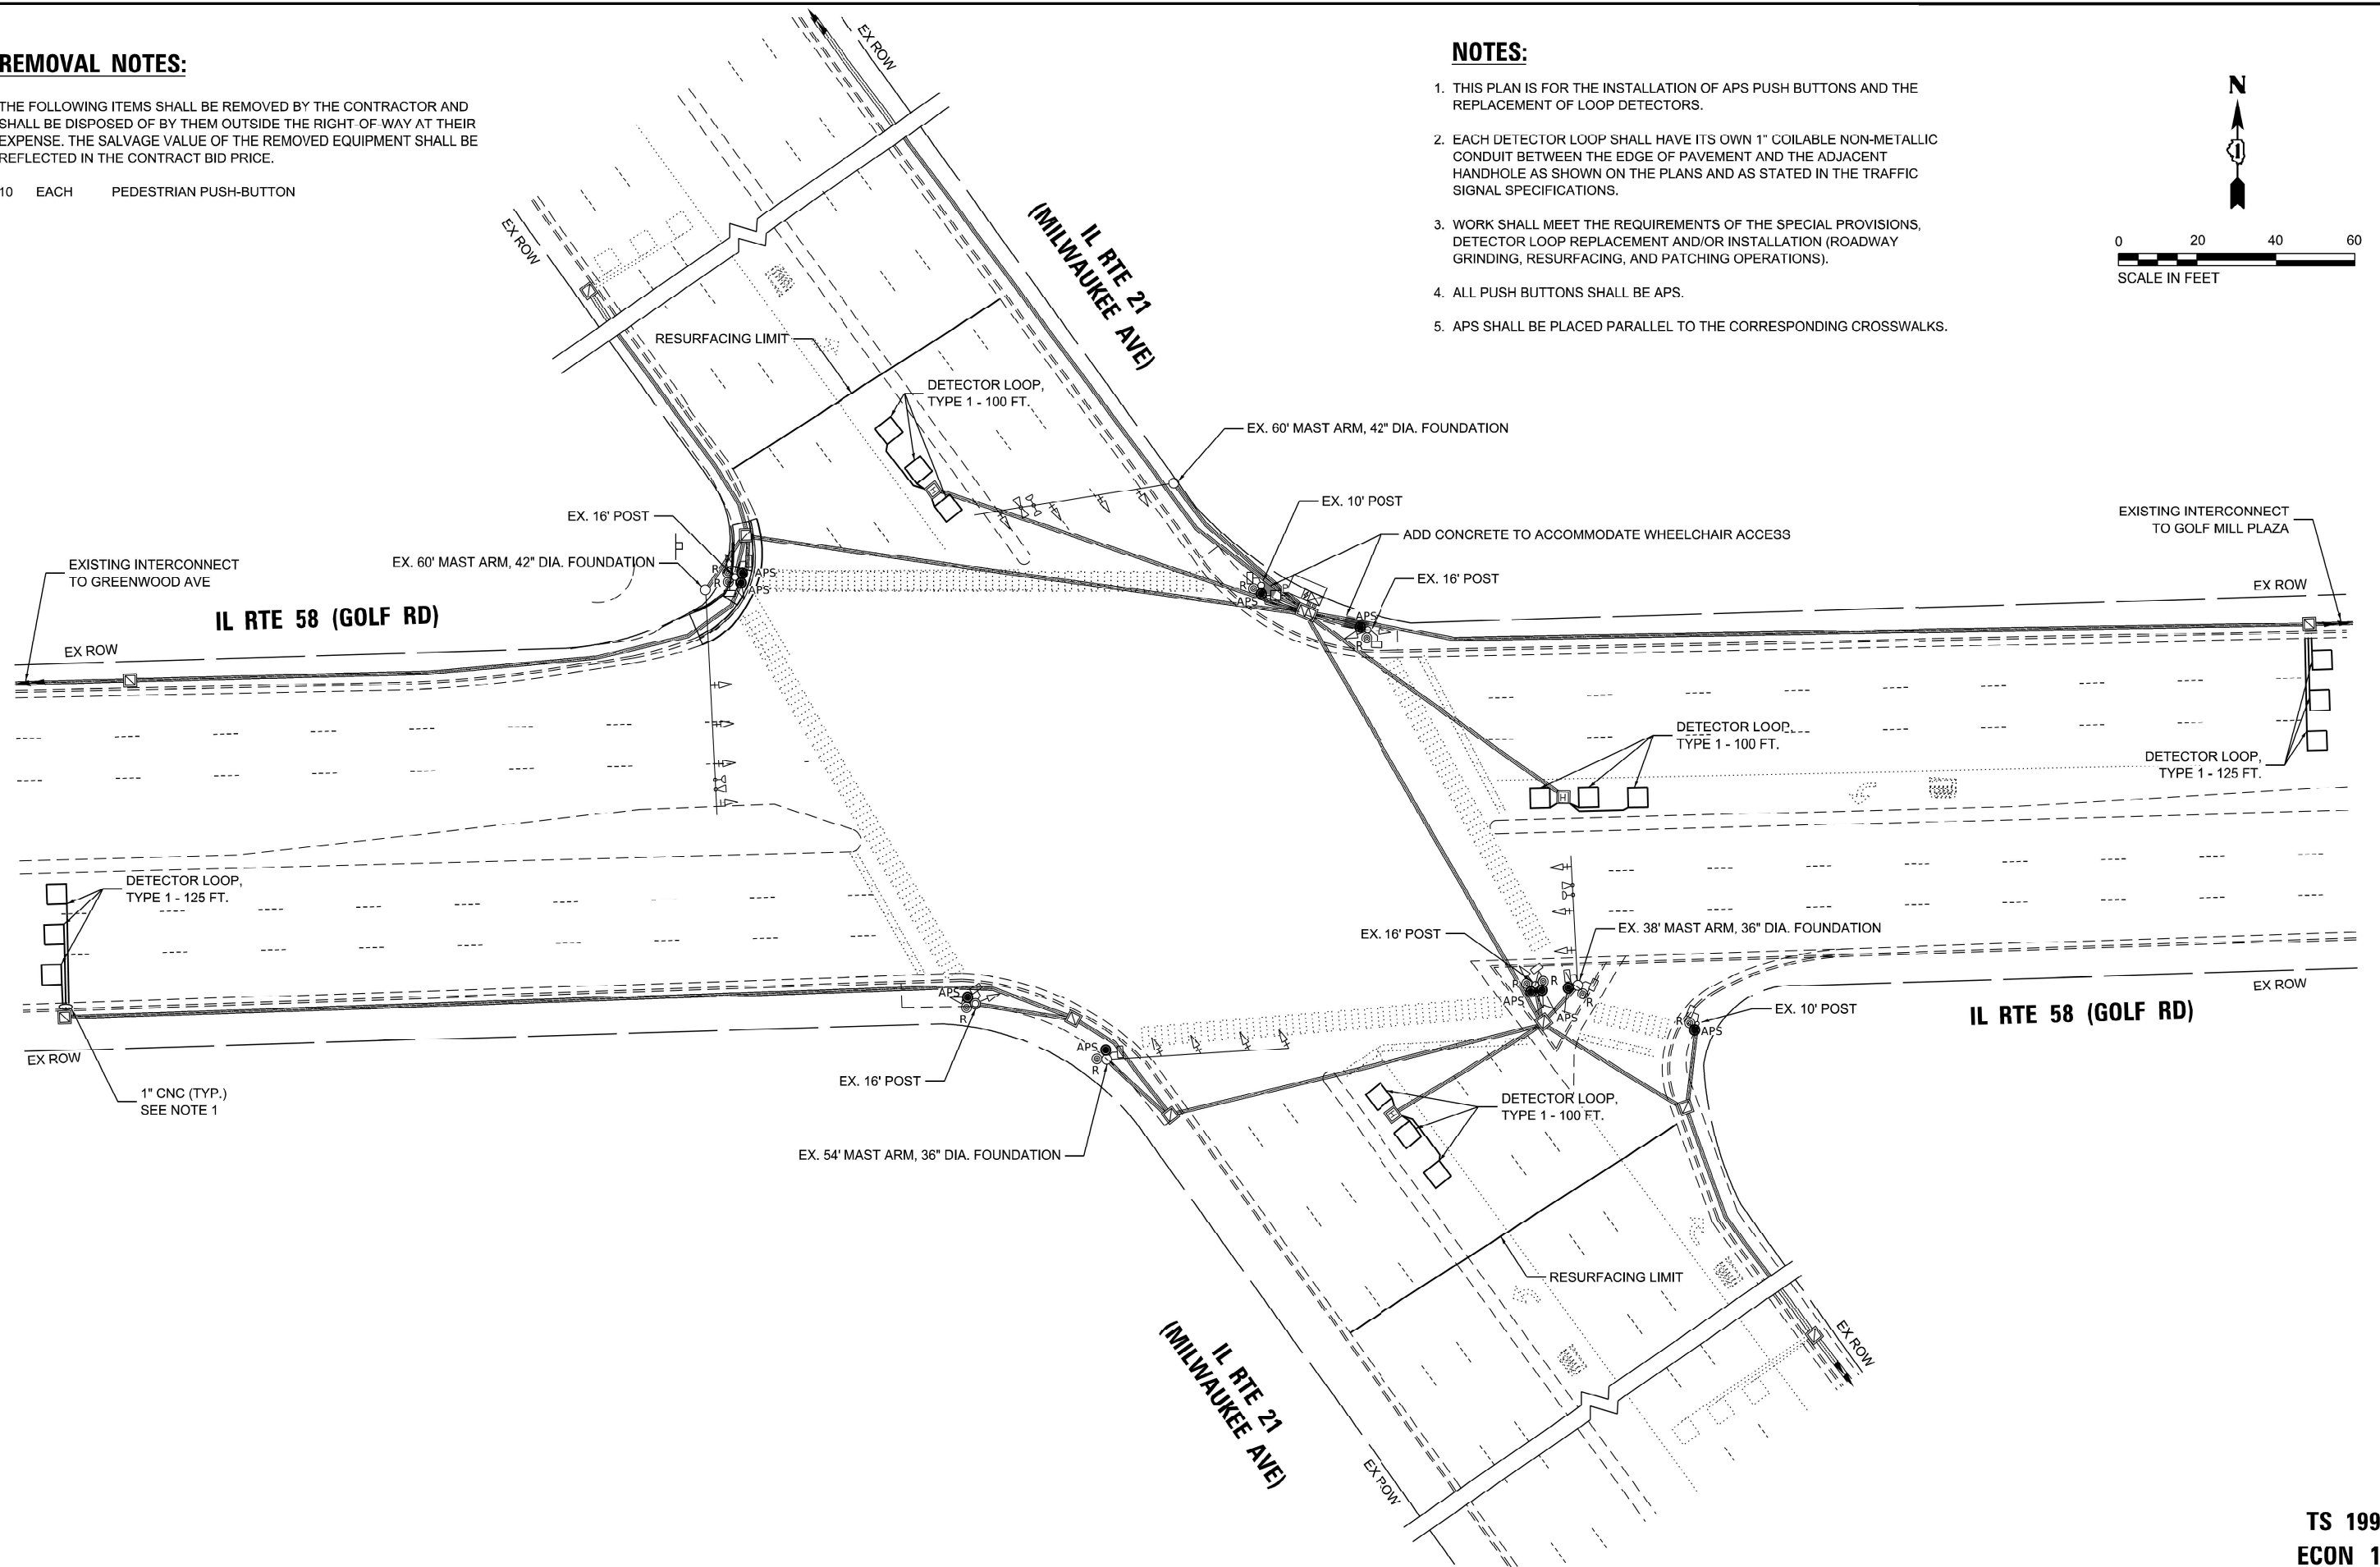 REMOVAL NOTES:
THE FOLLOWING ITEMS SHALL BE REMOVED BY THE CONTRACTOR AND
SHALL BE DISPOSED OF BY THEM OUTSIDE THE RIGHT-OF-WAY AT THEIR
EXPENSE. THE SALVAGE VALUE OF THE REMOVED EQUIPMENT SHALL BE
REFLECTED IN THE CONTRACT BID PRICE.
10 EACH PEDESTRIAN PUSH-BUTTON
NOTES:
1. THIS PLAN IS FOR THE INSTALLATION OF APS PUSH BUTTONS AND THE
REPLACEMENT OF LOOP DETECTORS.
2. EACH DETECTOR LOOP SHALL HAVE ITS OWN 1" COILABLE NON-METALLIC
CONDUIT BETWEEN THE EDGE OF PAVEMENT AND THE ADJACENT
HANDHOLE AS SHOWN ON THE PLANS AND AS STATED IN THE TRAFFIC
SIGNAL SPECIFICATIONS.
3. WORK SHALL MEET THE REQUIREMENTS OF THE SPECIAL PROVISIONS,
DETECTOR LOOP REPLACEMENT AND/OR INSTALLATION (ROADWAY
GRINDING, RESURFACING, AND PATCHING OPERATIONS).
4. ALL PUSH BUTTONS SHALL BE APS.
5. APS SHALL BE PLACED PARALLEL TO THE CORRESPONDING CROSSWALKS.
N
0 20 40 60
SCALE IN FEET
EX ROW
EX ROW
IL RTE 21
(MILWAUKEE AVE)
RESURFACING LIMIT
DETECTOR LOOP,
TYPE 1 - 100 FT.
EX. 60' MAST ARM, 42" DIA. FOUNDATION
EX. 10' POST
EX. 16' POST
ADD CONCRETE TO ACCOMMODATE WHEELCHAIR ACCESS
EX. 60' MAST ARM, 42" DIA. FOUNDATION
EX. 16' POST
EXISTING INTERCONNECT
TO GREENWOOD AVE
EXISTING INTERCONNECT
TO GOLF MILL PLAZA
R
R
APS
APS
R
APS
P
H
APS
R
IL RTE 58 (GOLF RD)
EX ROW
EX ROW
DETECTOR LOOP,
TYPE 1 - 100 FT.
H
DETECTOR LOOP,
TYPE 1 - 125 FT.
DETECTOR LOOP,
TYPE 1 - 125 FT.
EX. 16' POST
EX. 38' MAST ARM, 36" DIA. FOUNDATION
APS
R
R
R
APS
R
APS
R
APS
APS
R
EX. 10' POST
IL RTE 58 (GOLF RD)
EX ROW
EX ROW
1" CNC (TYP.)
SEE NOTE 1
EX. 16' POST
EX. 54' MAST ARM, 36" DIA. FOUNDATION
H
DETECTOR LOOP,
TYPE 1 - 100 FT.
RESURFACING LIMIT
IL RTE 21
(MILWAUKEE AVE)
EX ROW
EX ROW
TS 199
ECON 1